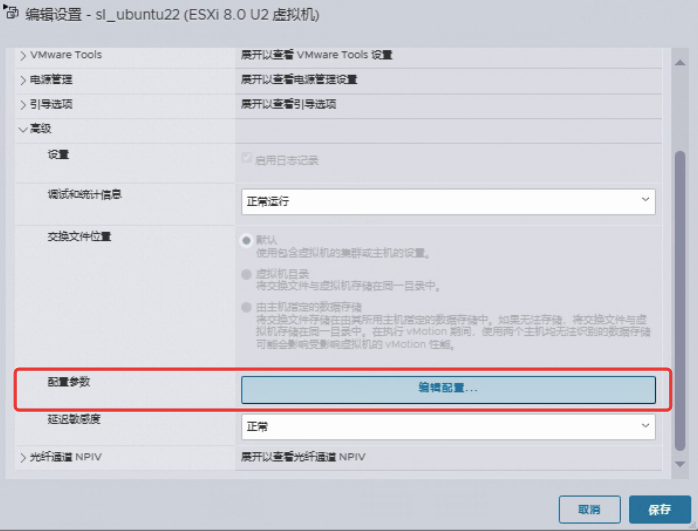 编辑设置 - sl_ubuntu22 (ESXi 8.0 U2 虚拟机)
VMware Tools 展开以查看 VMware Tools 设置
电源管理 展开以查看电源管理设置
引导选项 展开以查看引导选项
高级
设置 启用日志记录
调试和统计信息 正常运行
交换文件位置 默认
使用包含虚拟机的集群或主机的设置。
虚拟机目录
将交换文件与虚拟机存储在同一目录中。
由主机指定的数据存储
将交换文件存储在由其所用主机指定的数据存储中。如果无法存储，将交换文件与虚
拟机存储在同一目录中。在执行 vMotion 期间，使用两个主机均无法识别的数据存储
可能会影响受影响虚拟机的 vMotion 性能。
配置参数 编辑配置...
延迟敏感度 正常
光纤通道 NPIV 展开以查看光纤通道 NPIV
取消 保存